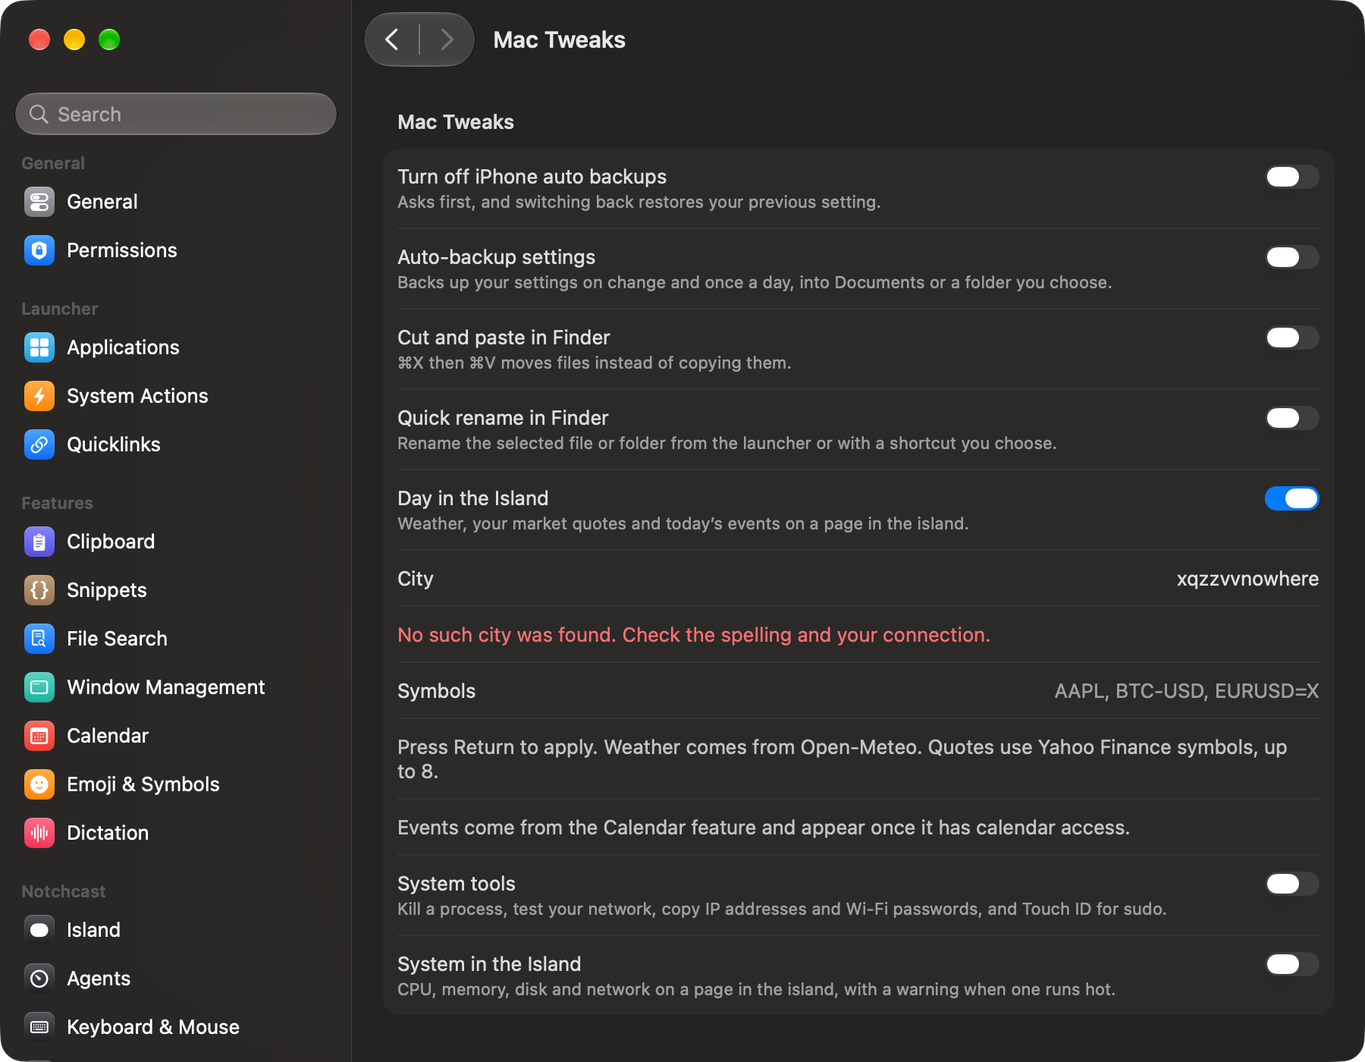 Mac Tweaks
Search
General
General
Permissions
Launcher
Applications
System Actions
Quicklinks
Features
Clipboard
Snippets
File Search
Window Management
Calendar
Emoji & Symbols
Dictation
Notchcast
Island
Agents
Keyboard & Mouse
Mac Tweaks
Turn off iPhone auto backups
Asks first, and switching back restores your previous setting.
Auto-backup settings
Backs up your settings on change and once a day, into Documents or a folder you choose.
Cut and paste in Finder
⌘X then ⌘V moves files instead of copying them.
Quick rename in Finder
Rename the selected file or folder from the launcher or with a shortcut you choose.
Day in the Island
Weather, your market quotes and today’s events on a page in the island.
City xqzzvvnowhere
No such city was found. Check the spelling and your connection.
Symbols AAPL, BTC-USD, EURUSD=X
Press Return to apply. Weather comes from Open-Meteo. Quotes use Yahoo Finance symbols, up
to 8.
Events come from the Calendar feature and appear once it has calendar access.
System tools
Kill a process, test your network, copy IP addresses and Wi-Fi passwords, and Touch ID for sudo.
System in the Island
CPU, memory, disk and network on a page in the island, with a warning when one runs hot.